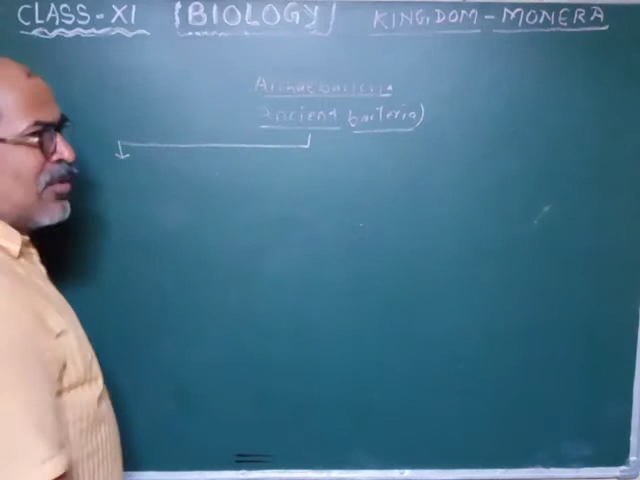 CLASS-XI [BIOLOGY] KINGDOM-MONERA
Archaebacteria
Ancient bacteria)